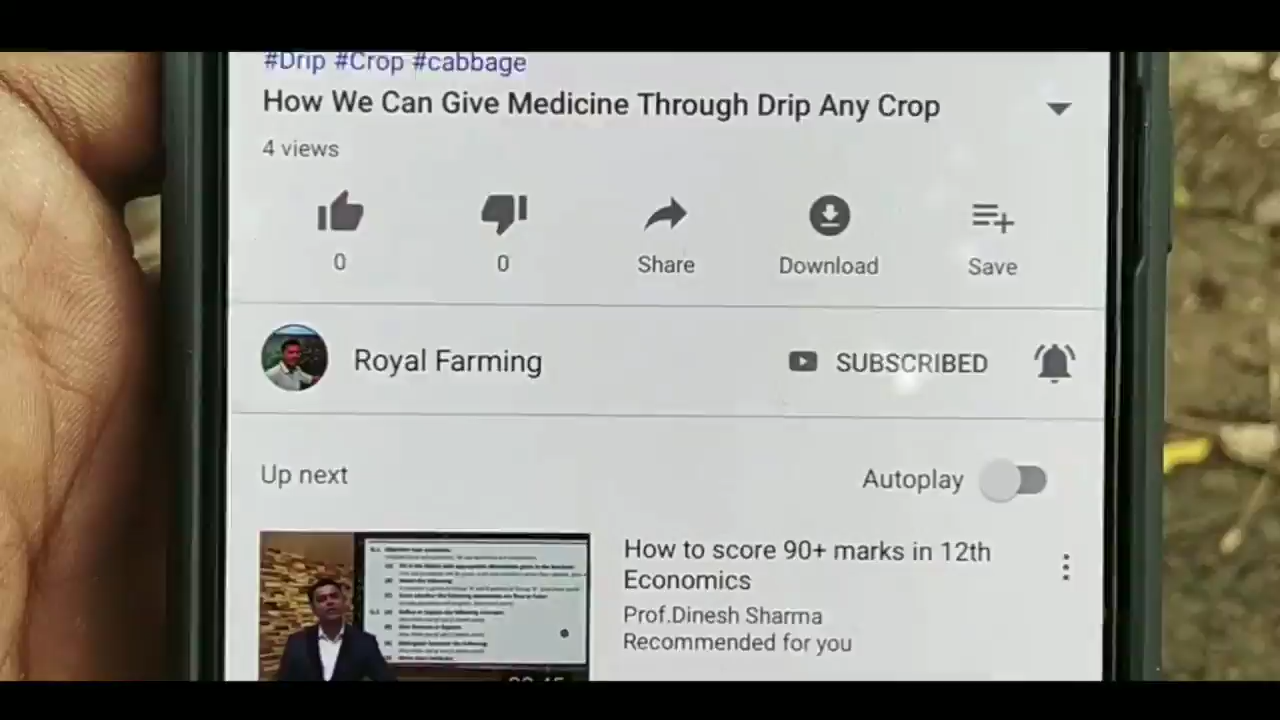 #Drip #Crop #cabbage
How We Can Give Medicine Through Drip Any Crop
4 views
0
0
Share
Download
Save
Royal Farming
SUBSCRIBED
Up next
Autoplay
How to score 90+ marks in 12th
Economics
Prof.Dinesh Sharma
Recommended for you